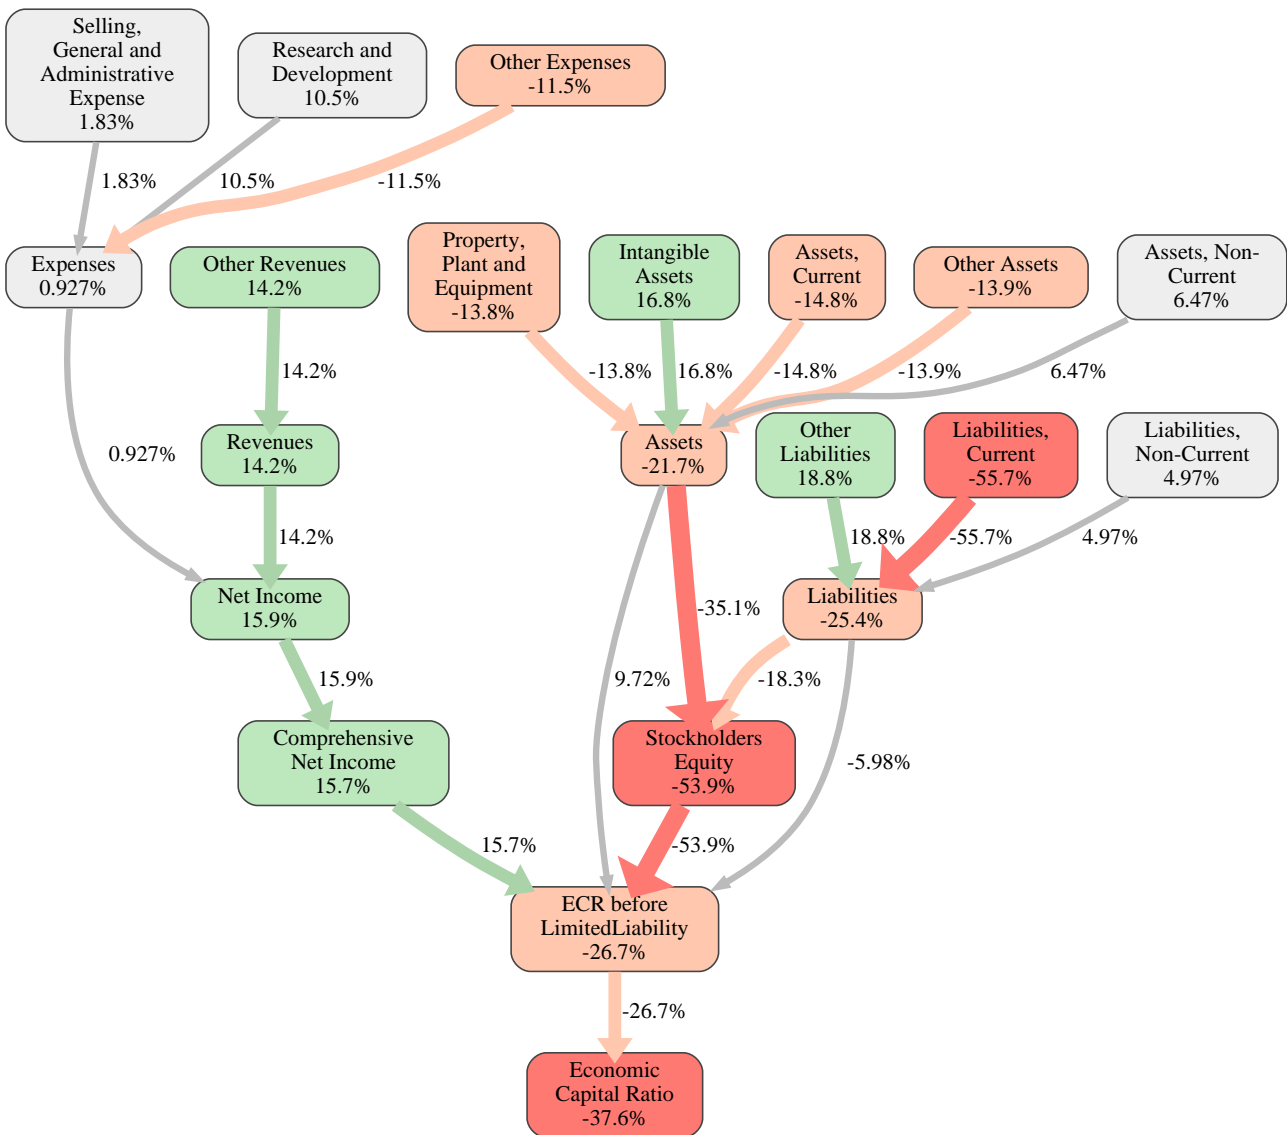 Selling,
General and
Administrative
Expense
1.83%
Research and
Development
10.5%
Other Expenses
-11.5%
1.83%
10.5%
-11.5%
Expenses
0.927%
Other Revenues
14.2%
Property,
Plant and
Equipment
-13.8%
Intangible
Assets
16.8%
Assets,
Current
-14.8%
Other Assets
-13.9%
Assets, Non-
Current
6.47%
14.2%
-13.8%
16.8%
-14.8%
-13.9%
6.47%
Revenues
14.2%
Assets
-21.7%
Other
Liabilities
18.8%
Liabilities,
Current
-55.7%
Liabilities,
Non-Current
4.97%
0.927%
14.2%
18.8%
-55.7%
4.97%
Net Income
15.9%
Liabilities
-25.4%
-35.1%
15.9%
9.72%
-18.3%
Comprehensive
Net Income
15.7%
Stockholders
Equity
-53.9%
-5.98%
15.7%
-53.9%
ECR before
LimitedLiability
-26.7%
-26.7%
Economic
Capital Ratio
-37.6%